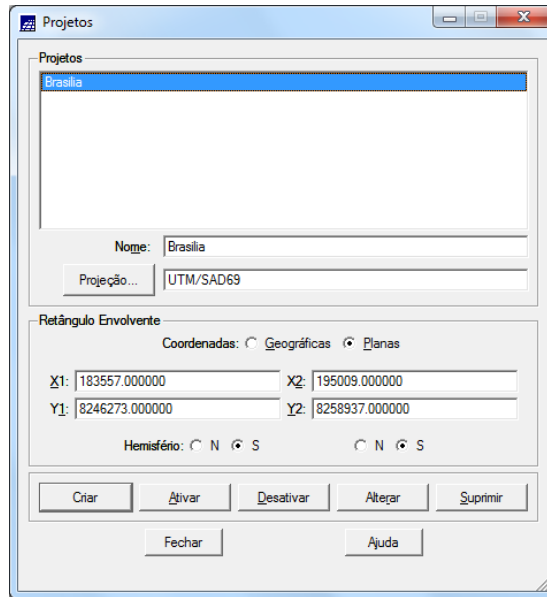 Projetos
Projetos
Brasilia
Nome: Brasilia
Projeção... UTM/SAD69
Retângulo Envolvente
Coordenadas: Geográficas Planas
X1: 183557.000000 X2: 195009.000000
Y1: 8246273.000000 Y2: 8258937.000000
Hemisfério: N S N S
Criar Ativar Desativar Alterar Suprimir
Fechar Ajuda